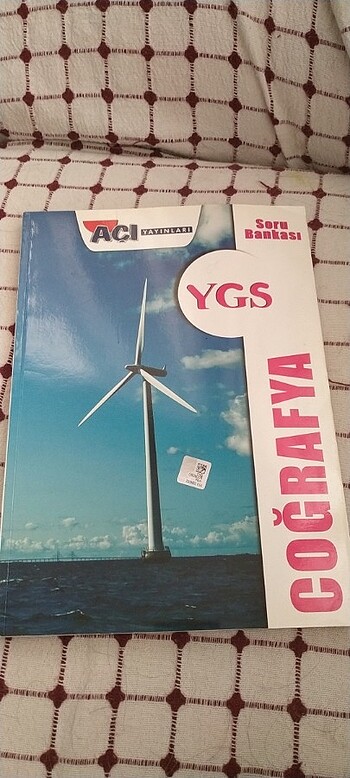 AÇI YAYINLARI
Soru
Bankası
YGS
COĞRAFYA